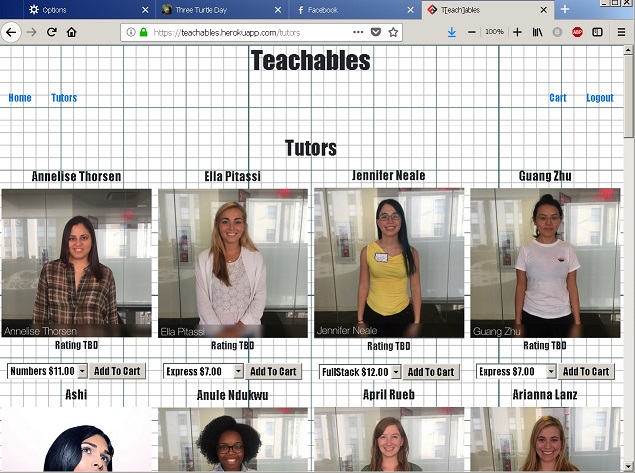 Options
Three Turtle Day
Facebook
T[each]ables
https://teachables.herokuapp.com/tutors
100%
ABP
Teachables
Home Tutors Cart Logout
Tutors
Annelise Thorsen Ella Pitassi Jennifer Neale Guang Zhu
Annelise Thorsen Ella Pitassi Jennifer Neale Guang Zhu
Rating TBD Rating TBD Rating TBD Rating TBD
Numbers $11.00 Add To Cart Express $7.00 Add To Cart FullStack $12.00 Add To Cart Express $7.00 Add To Cart
Ashi Anule Ndukwu April Rueb Arianna Lanz